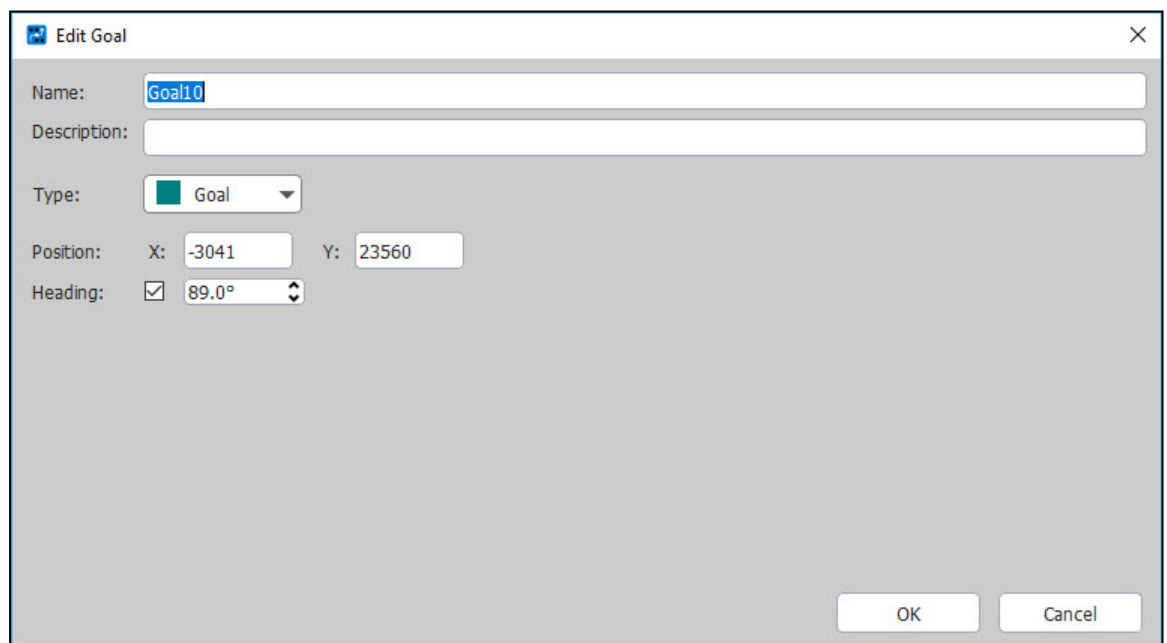 Edit Goal
Name: Goal10
Description:
Type: Goal
Position: X: -3041 Y: 23560
Heading: 89.0°
OK Cancel